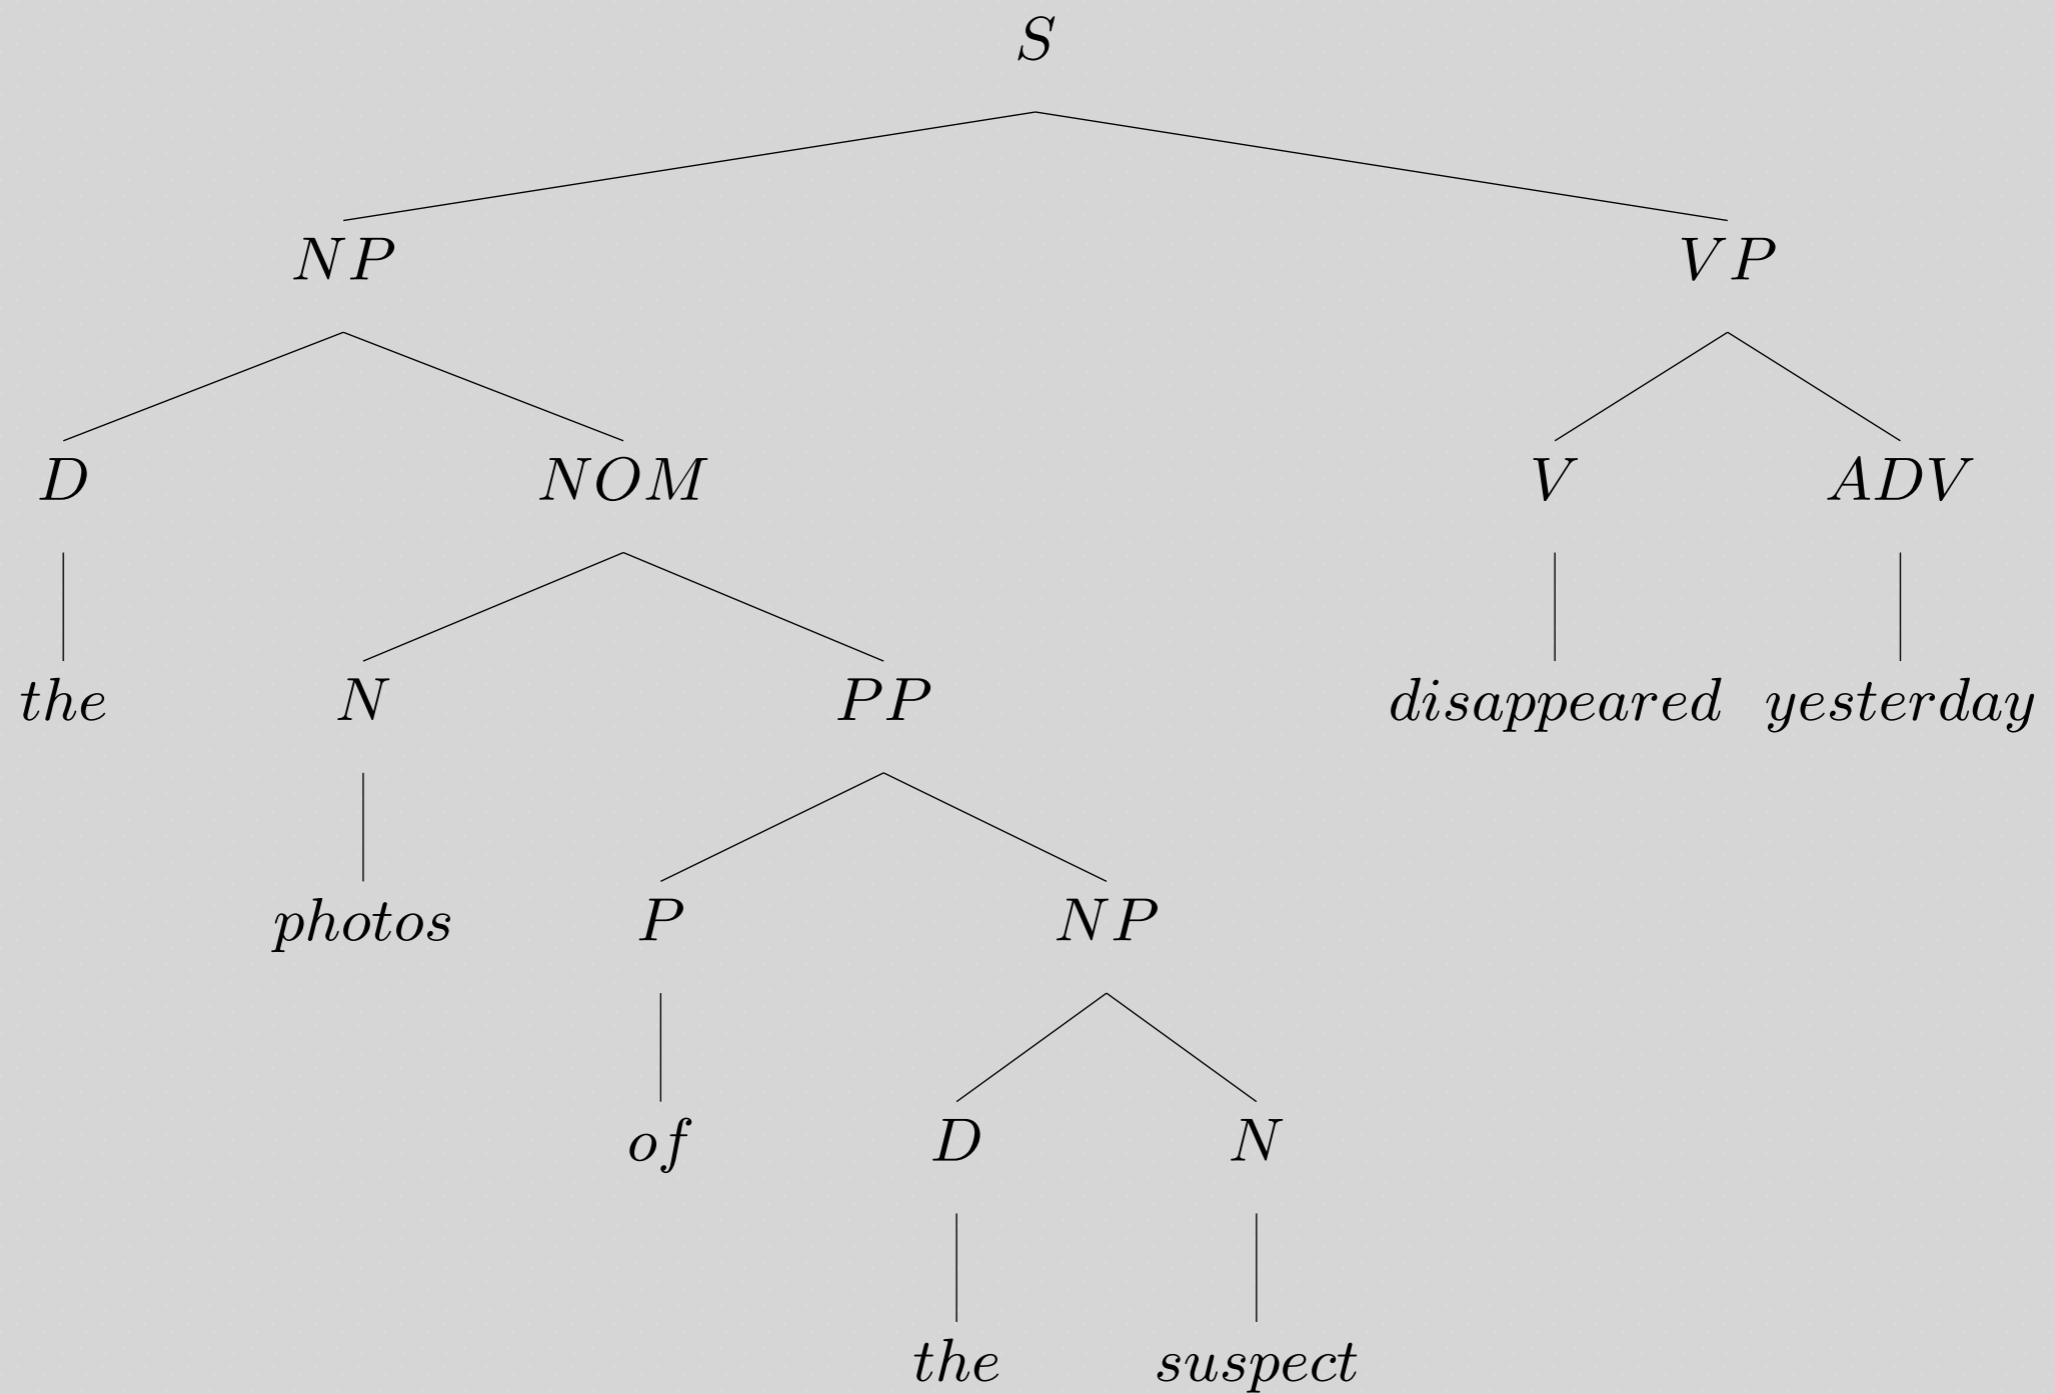 S
NP VP
D NOM V ADV
the N PP disappeared yesterday
photos P NP
of D N
the suspect